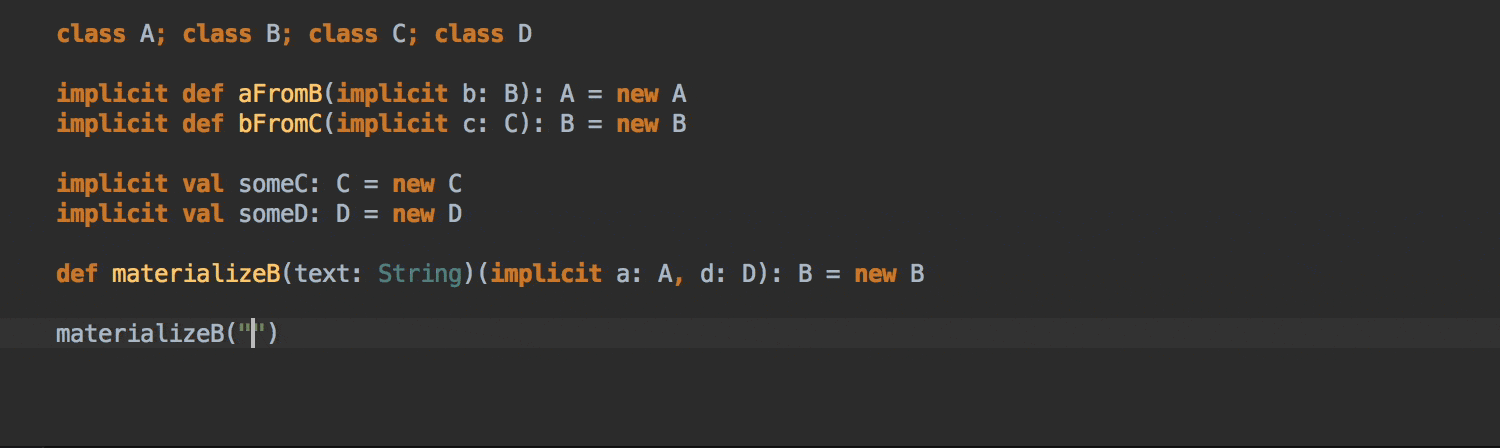 class A; class B; class C; class D
implicit def aFromB(implicit b: B): A = new A
implicit def bFromC(implicit c: C): B = new B
implicit val someC: C = new C
implicit val someD: D = new D
def materializeB(text: String)(implicit a: A, d: D): B = new B
materializeB("")